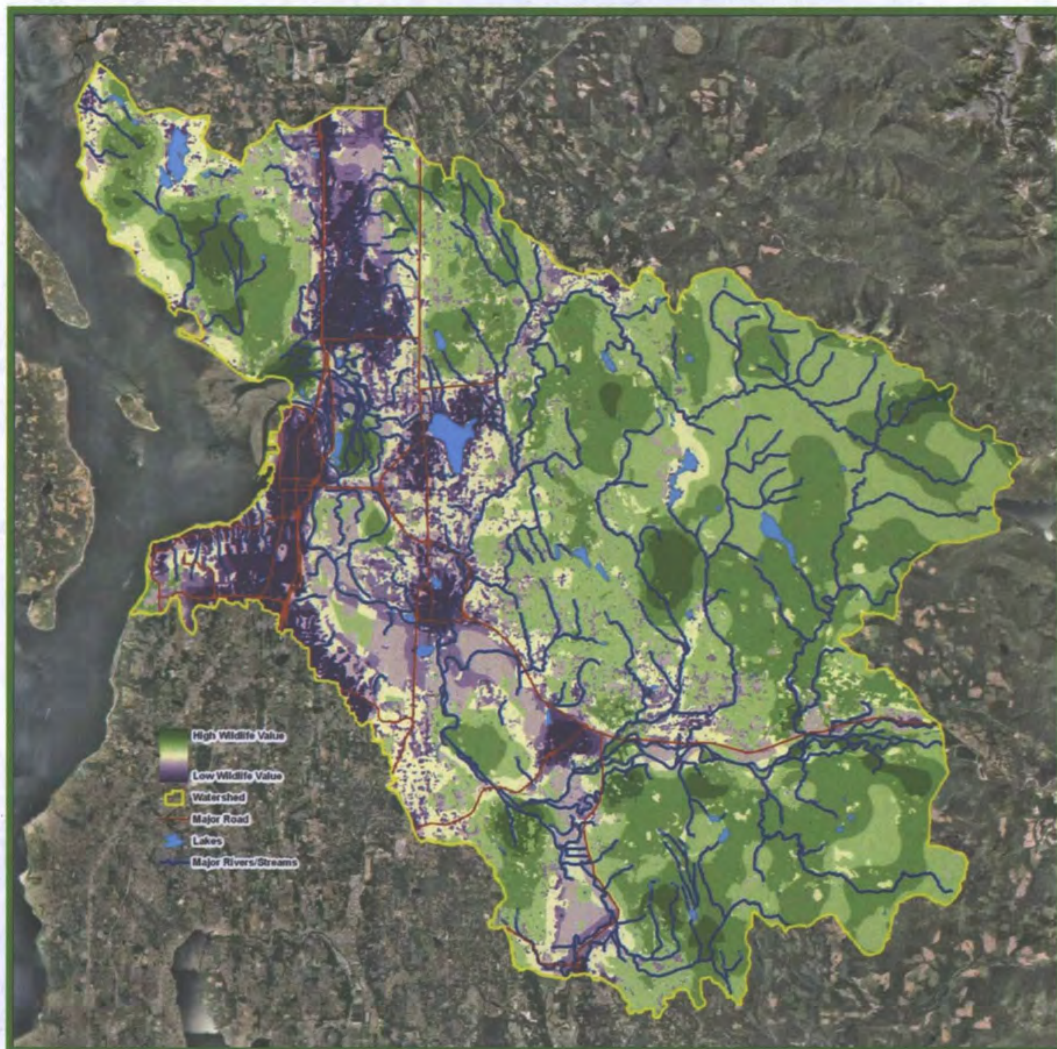 High Wildlife Value
Low Wildlife Value
Watershed
Major Road
Lakes
Major Rivers/Streams